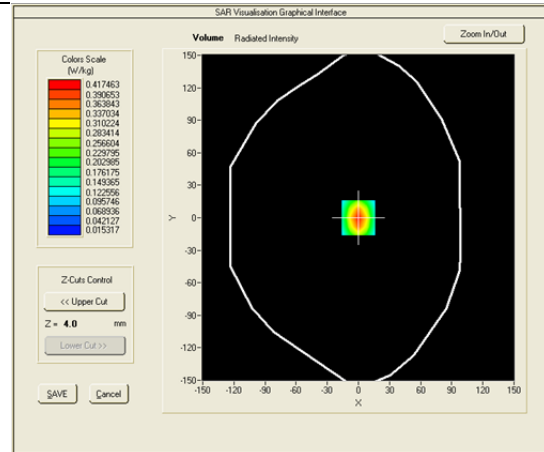 SAR Visualisation Graphical Interface
Colors Scale
(W/kg)
0.417463
0.390653
0.363843
0.337034
0.310224
0.283414
0.256604
0.229795
0.202985
0.176175
0.149365
0.122556
0.095746
0.068936
0.042127
0.015317
Z-Cuts Control
<< Upper Cut
Z = 4.0 mm
Lower Cut >>
SAVE Cancel
Volume Radiated Intensity
Zoom In/Out
150
120
90
60
30
0
-30
-60
-90
-120
-150
Y
-150 -120 -90 -60 -30 0 30 60 90 120 150
X